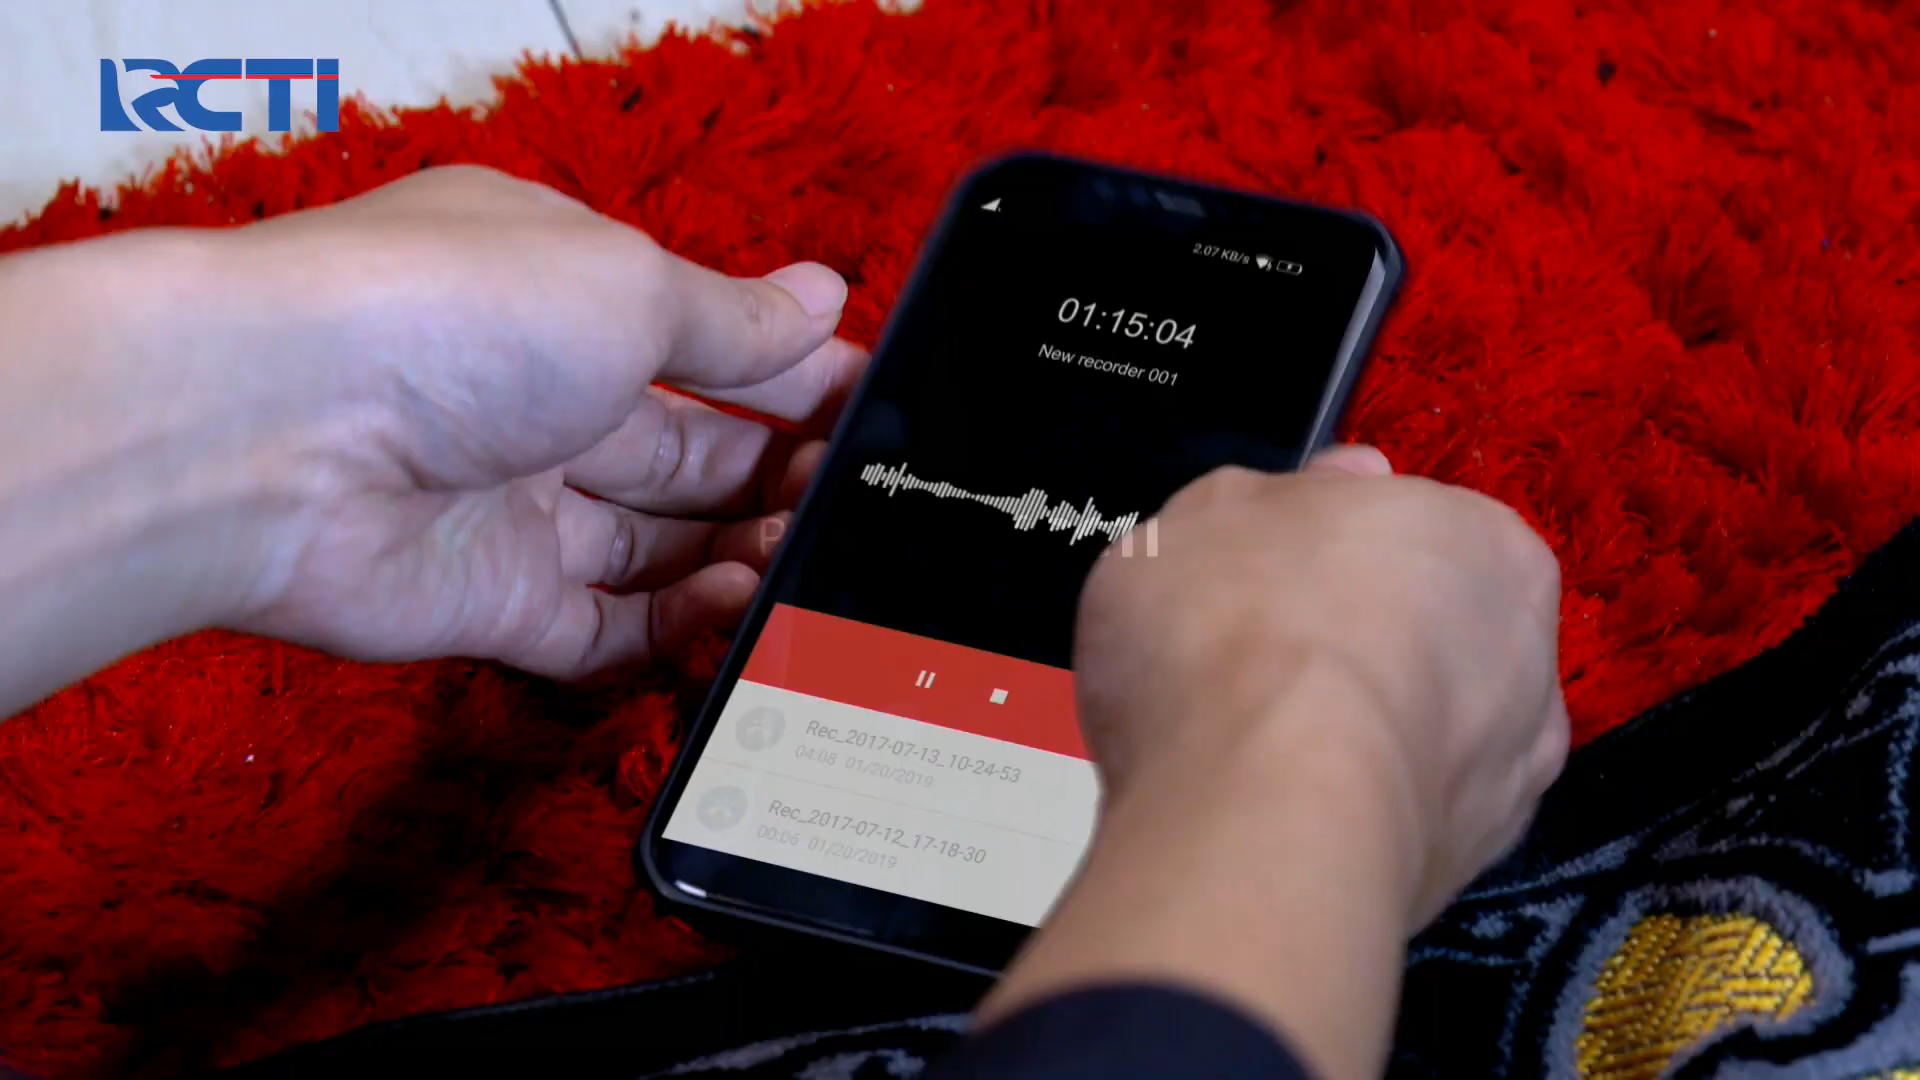 RCTI
2.07 KB/s
01:15:04
New recorder 001
Rec_2017-07-13_10-24-53
04:08 01/20/2019
Rec_2017-07-12_17-18-30
00:06 01/20/2019